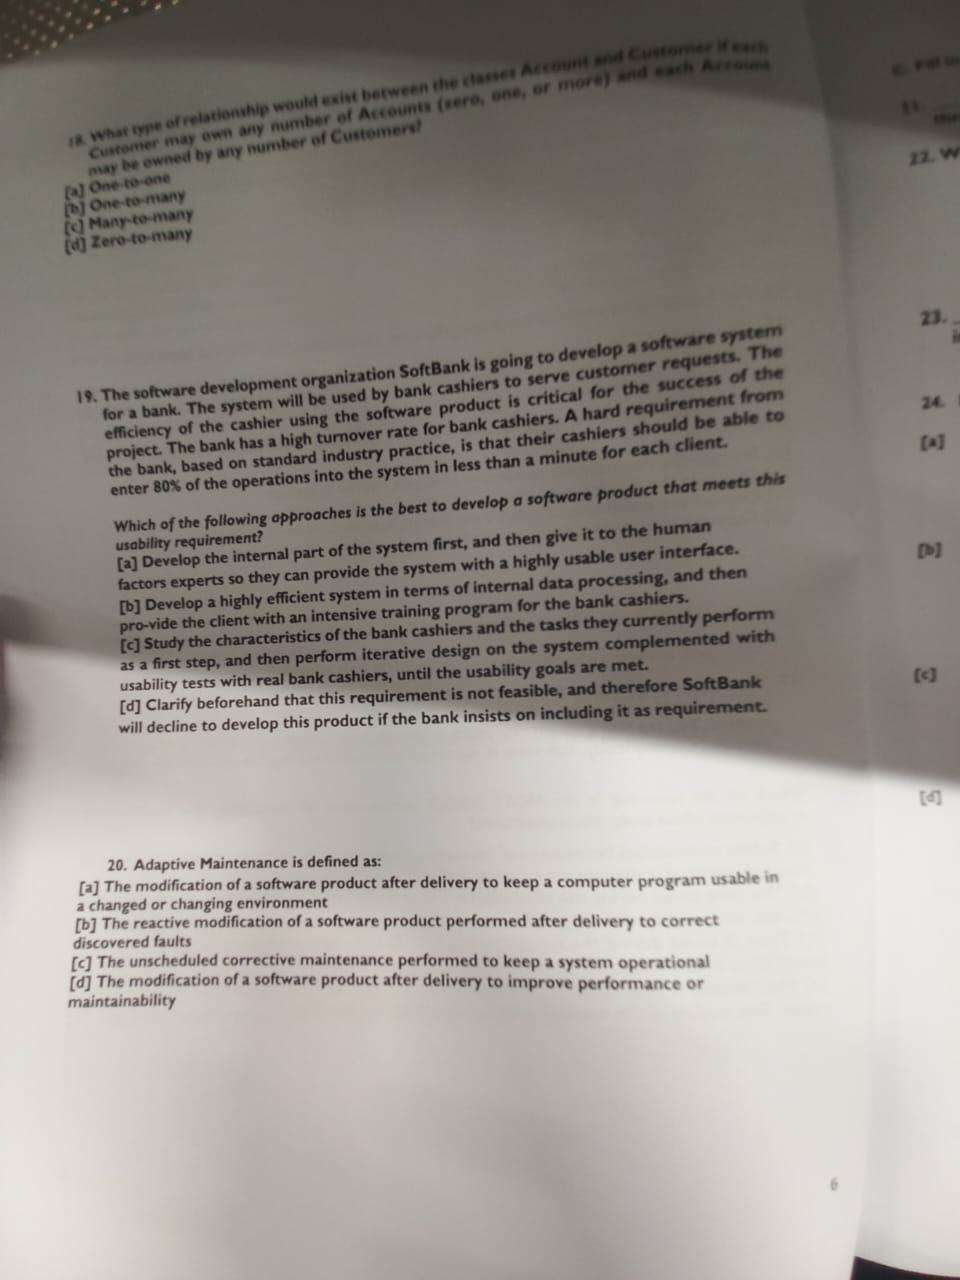 18. What type of relationship would exist between the classes Account and Customer if each
Customer may own any number of Accounts (zero, one, or more) and each Account
may be owned by any number of Customers?
[a] One-to-one
[b] One-to-many
[c] Many-to-many
[d] Zero-to-many
19. The software development organization SoftBank is going to develop a software system
for a bank. The system will be used by bank cashiers to serve customer requests. The
efficiency of the cashier using the software product is critical for the success of the
project. The bank has a high turnover rate for bank cashiers. A hard requirement from
the bank, based on standard industry practice, is that their cashiers should be able to
enter 80% of the operations into the system in less than a minute for each client.
Which of the following approaches is the best to develop a software product that meets this
usability requirement?
[a] Develop the internal part of the system first, and then give it to the human
factors experts so they can provide the system with a highly usable user interface.
[b] Develop a highly efficient system in terms of internal data processing, and then
pro-vide the client with an intensive training program for the bank cashiers.
[c] Study the characteristics of the bank cashiers and the tasks they currently perform
as a first step, and then perform iterative design on the system complemented with
usability tests with real bank cashiers, until the usability goals are met.
[d] Clarify beforehand that this requirement is not feasible, and therefore SoftBank
will decline to develop this product if the bank insists on including it as requirement.
20. Adaptive Maintenance is defined as:
[a] The modification of a software product after delivery to keep a computer program usable in
a changed or changing environment
[b] The reactive modification of a software product performed after delivery to correct
discovered faults
[c] The unscheduled corrective maintenance performed to keep a system operational
[d] The modification of a software product after delivery to improve performance or
maintainability
6
C. Fill
22. W
23.
24.
[a]
[b]
[c]
[d]